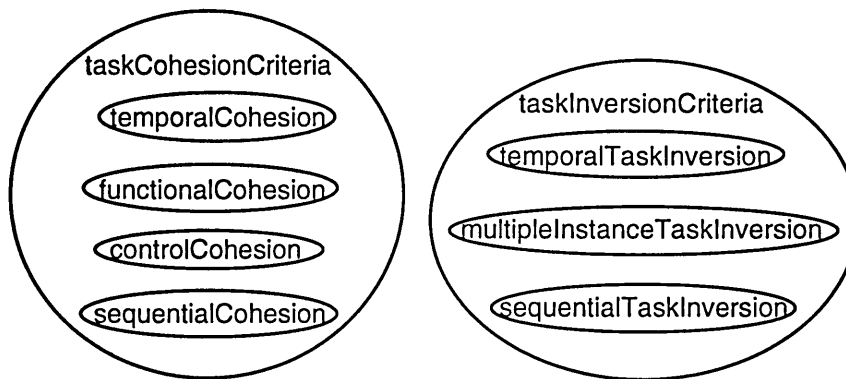 taskCohesionCriteria
temporalCohesion
functionalCohesion
controlCohesion
sequentialCohesion
taskInversionCriteria
temporalTaskInversion
multipleInstanceTaskInversion
sequentialTaskInversion